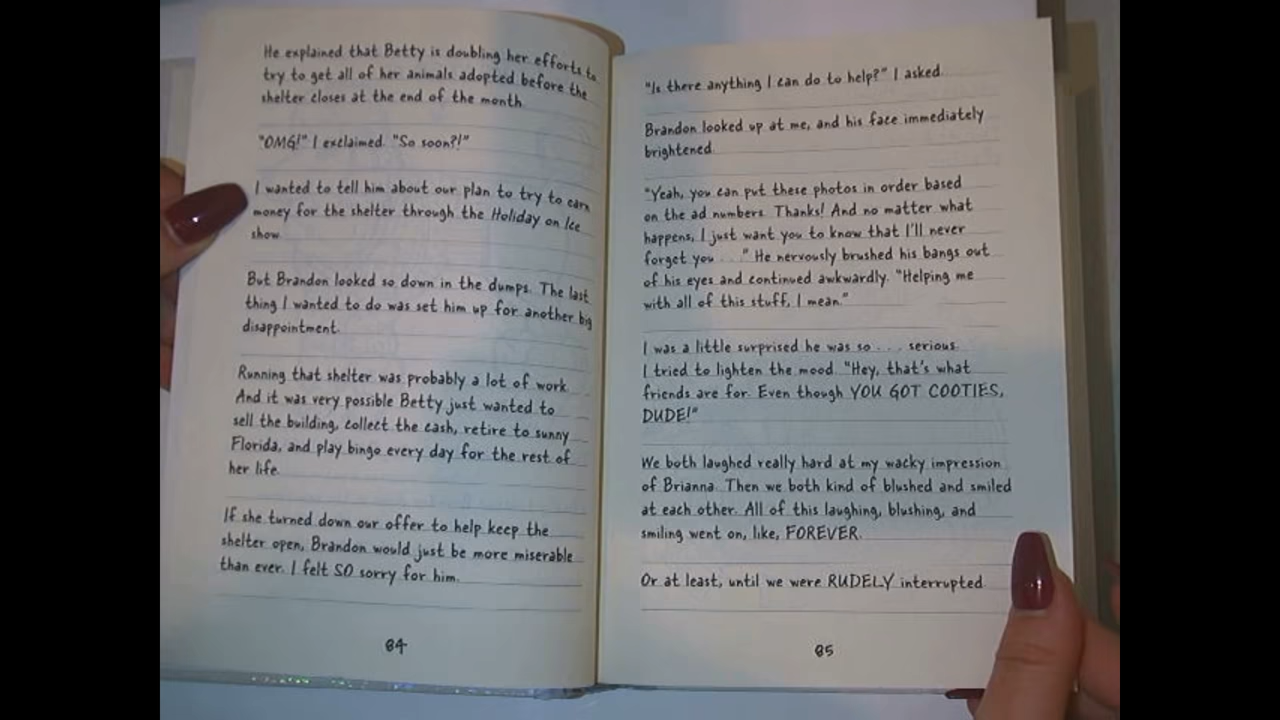 He explained that Betty is doubling her efforts to
try to get all of her animals adopted before the
shelter closes at the end of the month.
"OMG!" I exclaimed. "So soon?!"
I wanted to tell him about our plan to try to earn
money for the shelter through the Holiday on Ice
show.
But Brandon looked so down in the dumps. The last
thing I wanted to do was set him up for another big
disappointment.
Running that shelter was probably a lot of work.
And it was very possible Betty just wanted to
sell the building, collect the cash, retire to sunny
Florida, and play bingo every day for the rest of
her life.
If she turned down our offer to help keep the
shelter open, Brandon would just be more miserable
than ever. I felt SO sorry for him.
84
"Is there anything I can do to help?" I asked.
Brandon looked up at me, and his face immediately
brightened.
"Yeah, you can put these photos in order based
on the ad numbers. Thanks! And no matter what
happens, I just want you to know that I'll never
forget you . . ." He nervously brushed his bangs out
of his eyes and continued awkwardly. "Helping me
with all of this stuff, I mean."
I was a little surprised he was so . . . serious.
I tried to lighten the mood. "Hey, that's what
friends are for. Even though YOU GOT COOTIES,
DUDE!"
We both laughed really hard at my wacky impression
of Brianna. Then we both kind of blushed and smiled
at each other. All of this laughing, blushing, and
smiling went on, like, FOREVER.
Or at least, until we were RUDELY interrupted
85